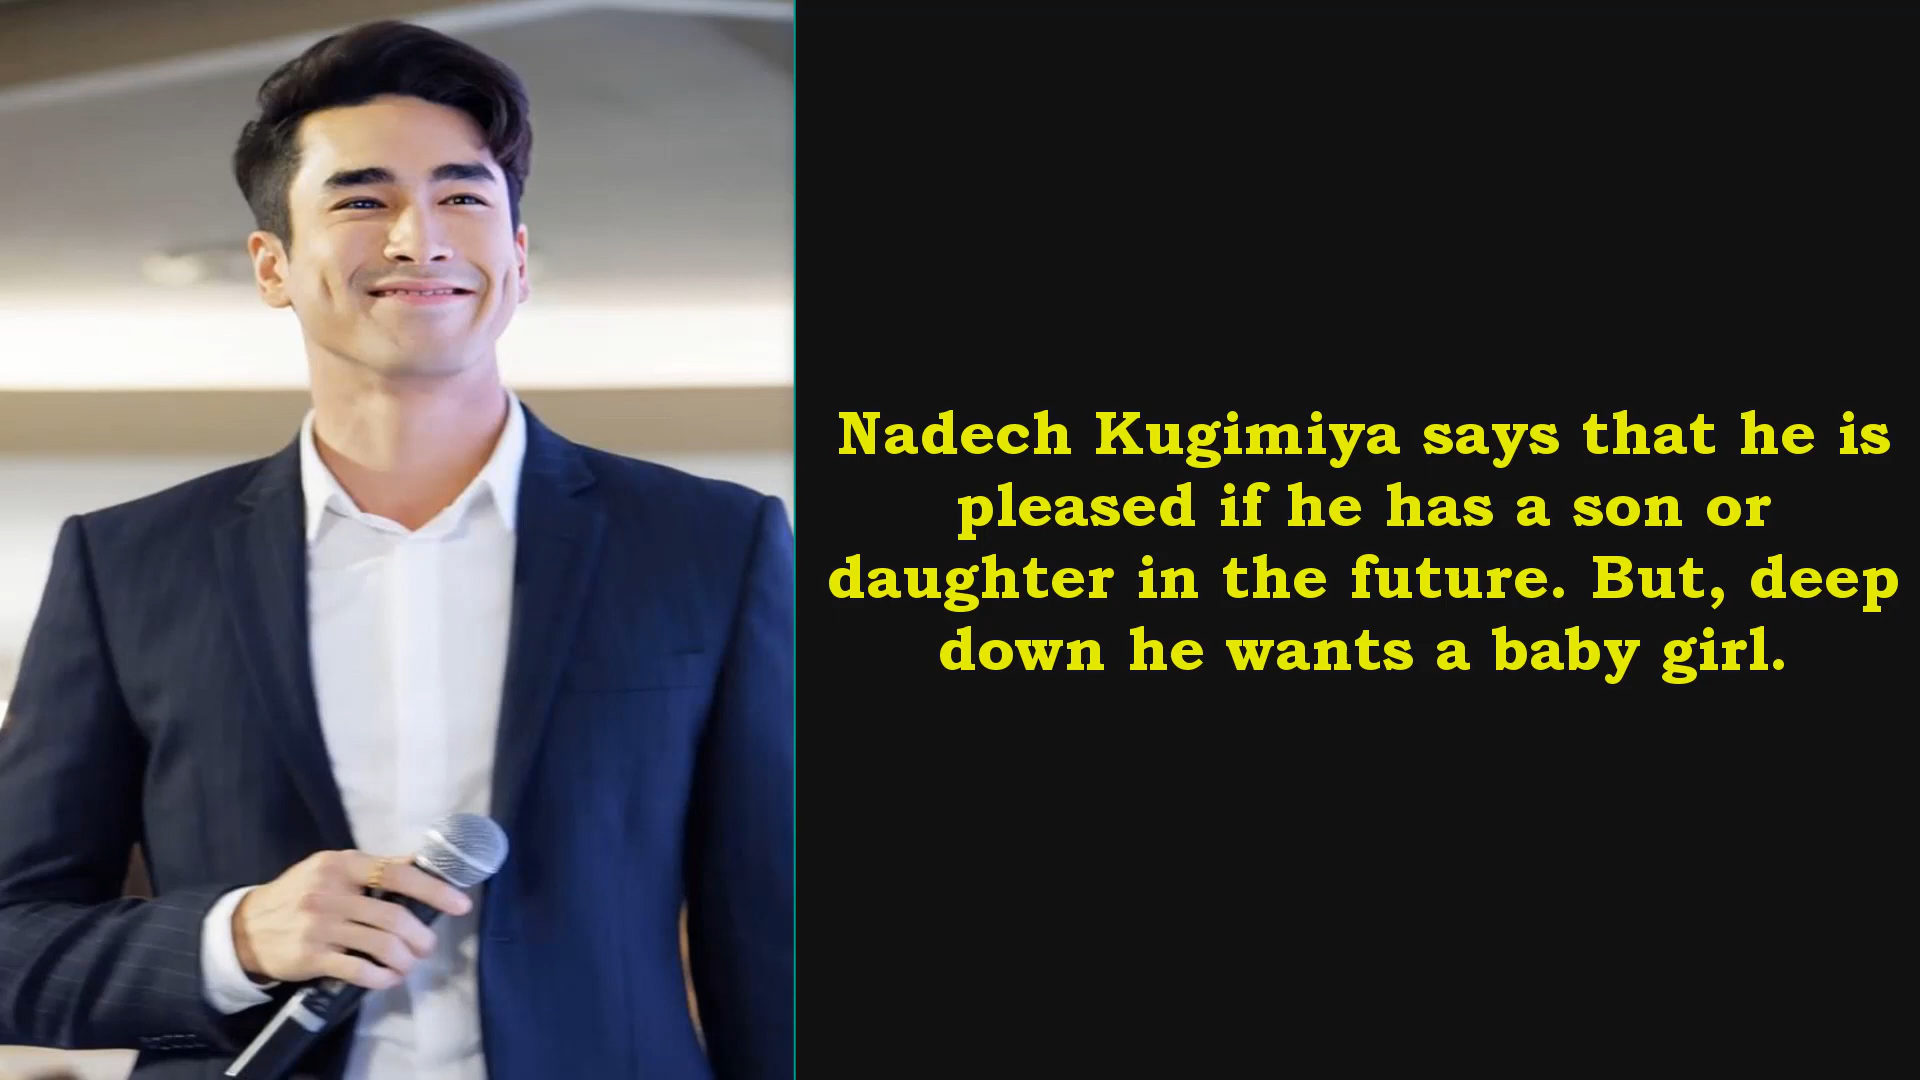 Nadech Kugimiya says that he is
pleased if he has a son or
daughter in the future. But, deep
down he wants a baby girl.